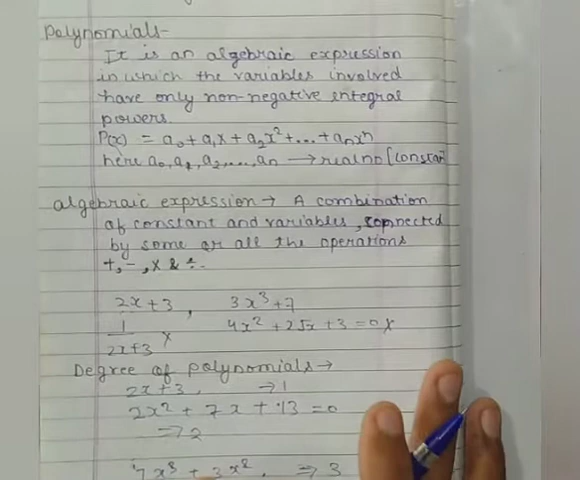 Polynomials-
It is an algebraic expression
in which the variables involved
have only non-negative integral
powers.
P(x) = a₀ + a₁x + a₂x² + ... + aₙxⁿ
here a₀, a₁, a₂, ..., aₙ → real no [Constan
algebraic expression → A combination
of constant and variables, connected
by some or all the operations
+, -, x & ÷.
2x+3, 3x³+7
1/2x+3 x 4x² + 25x + 3 = 0 x
Degree of polynomials →
2x+3, → 1
2x² + 7x + 13 = 0
⇒ 2
7x³ + 3x², ⇒ 3